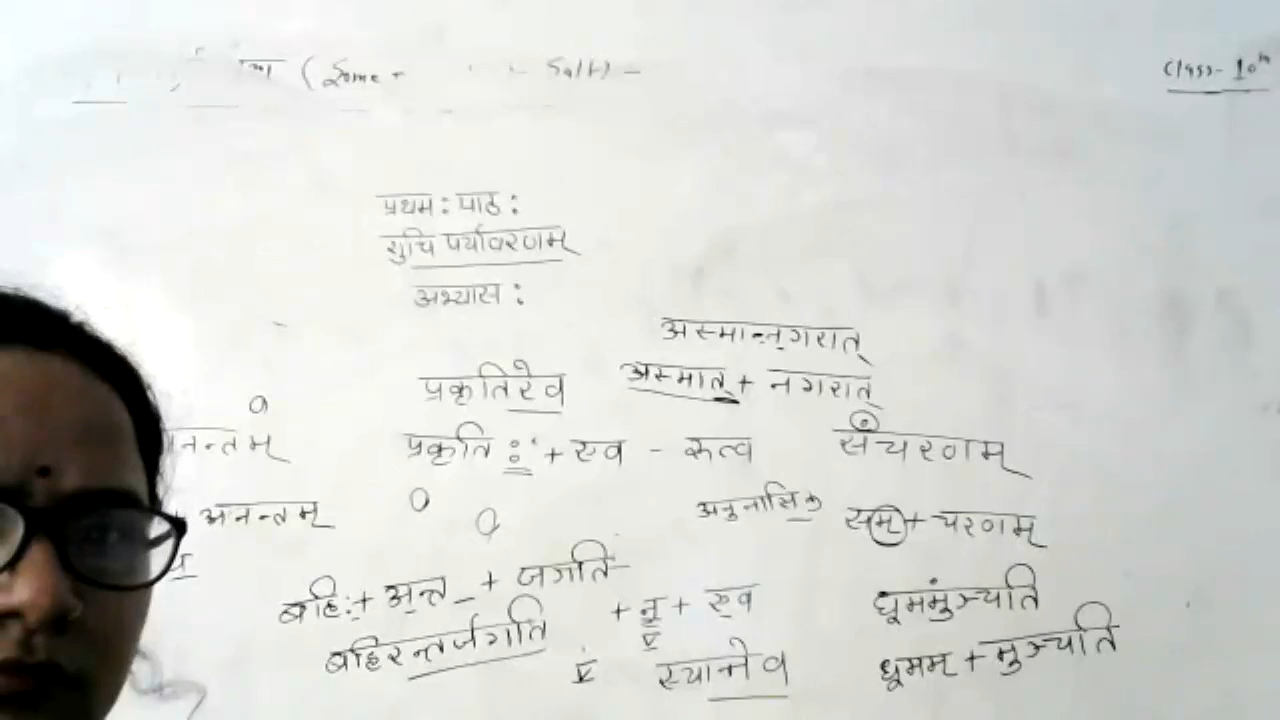 Class - 10th
प्रथम: पाठ:
शुचि पर्यावरणम्
अभ्यास:
अस्मान्नगरात्
प्रकृतिरेव अस्मात् + नगरात्
नन्तम् प्रकृति: + एव - रुत्व संचरणम्
+ अनन्तम् अनुनासिक सम् + चरणम्
बहि: + अन्त + जगति + न् + एव धूमंमुञ्चति
बहिरन्तर्जगति स्यान्नेव धूमम् + मुञ्चति